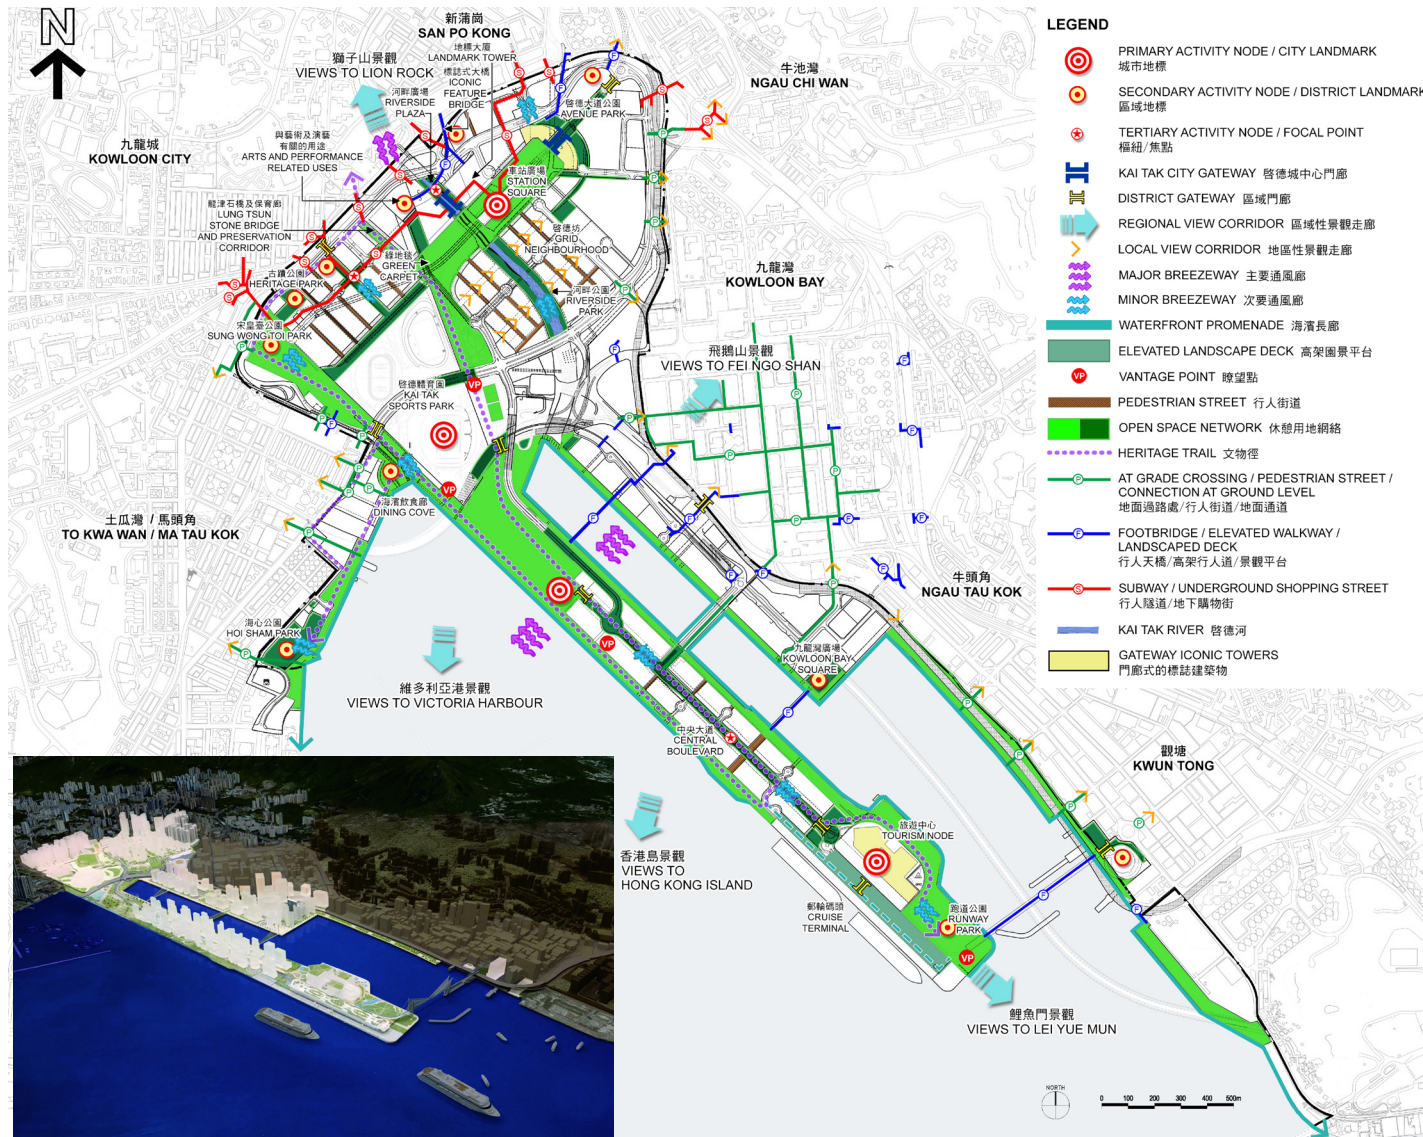 N
新蒲崗
SAN PO KONG
地標大廈
LANDMARK TOWER
獅子山景觀
VIEWS TO LION ROCK
標誌式大橋
ICONIC
FEATURE
BRIDGE
河畔廣場
RIVERSIDE
PLAZA
牛池灣
NGAU CHI WAN
啓德大道公園
AVENUE PARK
九龍城
KOWLOON CITY
與藝術及演藝
有關的用途
ARTS AND PERFORMANCE
RELATED USES
車站廣場
STATION
SQUARE
龍津石橋及保育廊
LUNG TSUN
STONE BRIDGE
AND PRESERVATION
CORRIDOR
啓德坊
GRID
NEIGHBOURHOOD
綠地毯
GREEN
CARPET
古蹟公園
HERITAGE PARK
河畔公園
RIVERSIDE
PARK
九龍灣
KOWLOON BAY
宋皇臺公園
SUNG WONG TOI PARK
飛鵝山景觀
VIEWS TO FEI NGO SHAN
啓德體育園
KAI TAK
SPORTS PARK
VP
VP
海濱飲食廊
DINING COVE
土瓜灣 / 馬頭角
TO KWA WAN / MA TAU KOK
牛頭角
NGAU TAU KOK
海心公園
HOI SHAM PARK
VP
九龍灣廣場
KOWLOON BAY
SQUARE
維多利亞港景觀
VIEWS TO VICTORIA HARBOUR
中央大道
CENTRAL
BOULEVARD
觀塘
KWUN TONG
旅遊中心
TOURISM NODE
香港島景觀
VIEWS TO
HONG KONG ISLAND
郵輪碼頭
CRUISE
TERMINAL
跑道公園
RUNWAY
PARK
VP
鯉魚門景觀
VIEWS TO LEI YUE MUN
NORTH
0 100 200 300 400 500m
LEGEND
PRIMARY ACTIVITY NODE / CITY LANDMARK
城市地標
SECONDARY ACTIVITY NODE / DISTRICT LANDMARK
區域地標
TERTIARY ACTIVITY NODE / FOCAL POINT
樞紐/焦點
KAI TAK CITY GATEWAY 啓德城中心門廊
DISTRICT GATEWAY 區域門廊
REGIONAL VIEW CORRIDOR 區域性景觀走廊
LOCAL VIEW CORRIDOR 地區性景觀走廊
MAJOR BREEZEWAY 主要通風廊
MINOR BREEZEWAY 次要通風廊
WATERFRONT PROMENADE 海濱長廊
ELEVATED LANDSCAPE DECK 高架園景平台
VP VANTAGE POINT 瞭望點
PEDESTRIAN STREET 行人街道
OPEN SPACE NETWORK 休憩用地網絡
HERITAGE TRAIL 文物徑
P AT GRADE CROSSING / PEDESTRIAN STREET /
CONNECTION AT GROUND LEVEL
地面過路處/行人街道/地面通道
F FOOTBRIDGE / ELEVATED WALKWAY /
LANDSCAPED DECK
行人天橋/高架行人道/景觀平台
S SUBWAY / UNDERGROUND SHOPPING STREET
行人隧道/地下購物街
KAI TAK RIVER 啓德河
GATEWAY ICONIC TOWERS
門廊式的標誌建築物